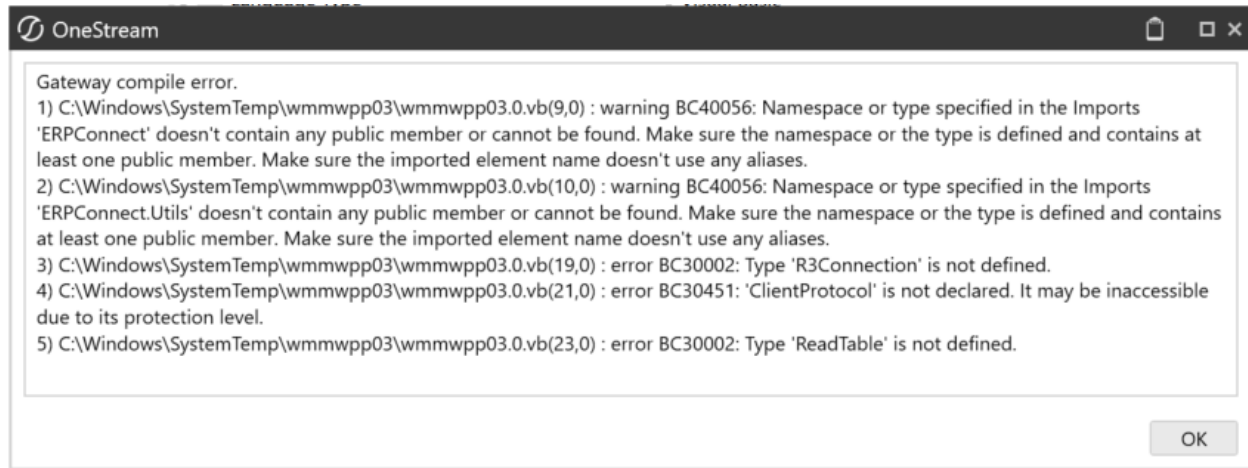 OneStream
Gateway compile error.
1) C:\Windows\SystemTemp\wmmwpp03\wmmwpp03.0.vb(9,0) : warning BC40056: Namespace or type specified in the Imports
'ERPConnect' doesn't contain any public member or cannot be found. Make sure the namespace or the type is defined and contains at
least one public member. Make sure the imported element name doesn't use any aliases.
2) C:\Windows\SystemTemp\wmmwpp03\wmmwpp03.0.vb(10,0) : warning BC40056: Namespace or type specified in the Imports
'ERPConnect.Utils' doesn't contain any public member or cannot be found. Make sure the namespace or the type is defined and contains
at least one public member. Make sure the imported element name doesn't use any aliases.
3) C:\Windows\SystemTemp\wmmwpp03\wmmwpp03.0.vb(19,0) : error BC30002: Type 'R3Connection' is not defined.
4) C:\Windows\SystemTemp\wmmwpp03\wmmwpp03.0.vb(21,0) : error BC30451: 'ClientProtocol' is not declared. It may be inaccessible
due to its protection level.
5) C:\Windows\SystemTemp\wmmwpp03\wmmwpp03.0.vb(23,0) : error BC30002: Type 'ReadTable' is not defined.
OK